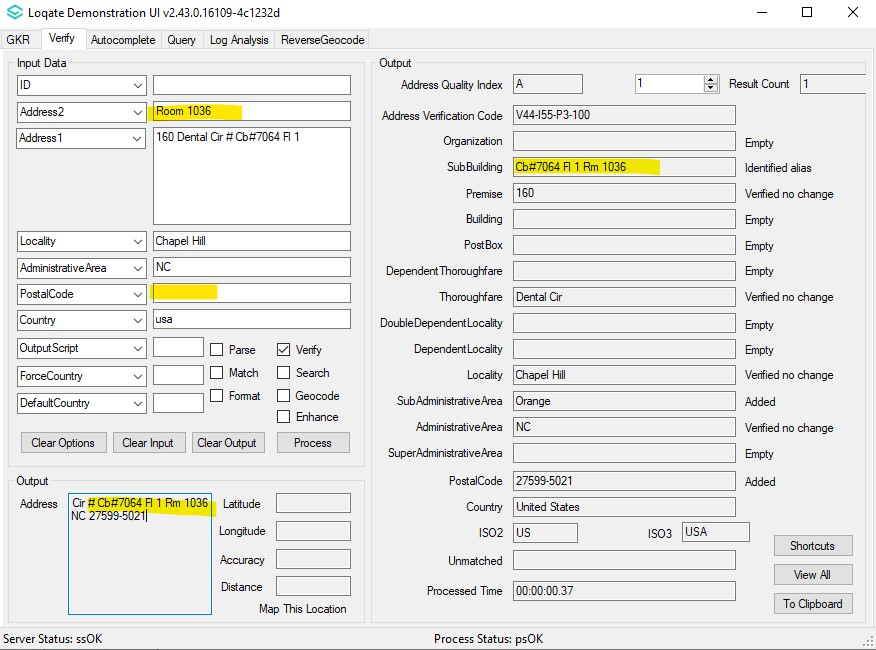 Loqate Demonstration UI v2.43.0.16109-4c1232d
GKR Verify Autocomplete Query Log Analysis ReverseGeocode
Input Data
ID
Address2 Room 1036
Address1 160 Dental Cir # Cb#7064 Fl 1
Locality Chapel Hill
AdministrativeArea NC
PostalCode
Country usa
OutputScript Parse Verify
ForceCountry Match Search
DefaultCountry Format Geocode
Enhance
Clear Options Clear Input Clear Output Process
Output
Address Cir # Cb#7064 Fl 1 Rm 1036 Latitude
NC 27599-5021
Longitude
Accuracy
Distance
Map This Location
Output
Address Quality Index A 1 Result Count 1
Address Verification Code V44-I55-P3-100
Organization Empty
SubBuilding Cb#7064 Fl 1 Rm 1036 Identified alias
Premise 160 Verified no change
Building Empty
PostBox Empty
DependentThoroughfare Empty
Thoroughfare Dental Cir Verified no change
DoubleDependentLocality Empty
DependentLocality Empty
Locality Chapel Hill Verified no change
SubAdministrativeArea Orange Added
AdministrativeArea NC Verified no change
SuperAdministrativeArea Empty
PostalCode 27599-5021 Added
Country United States
ISO2 US ISO3 USA
Unmatched
Processed Time 00:00:00.37
Shortcuts
View All
To Clipboard
Server Status: ssOK Process Status: psOK